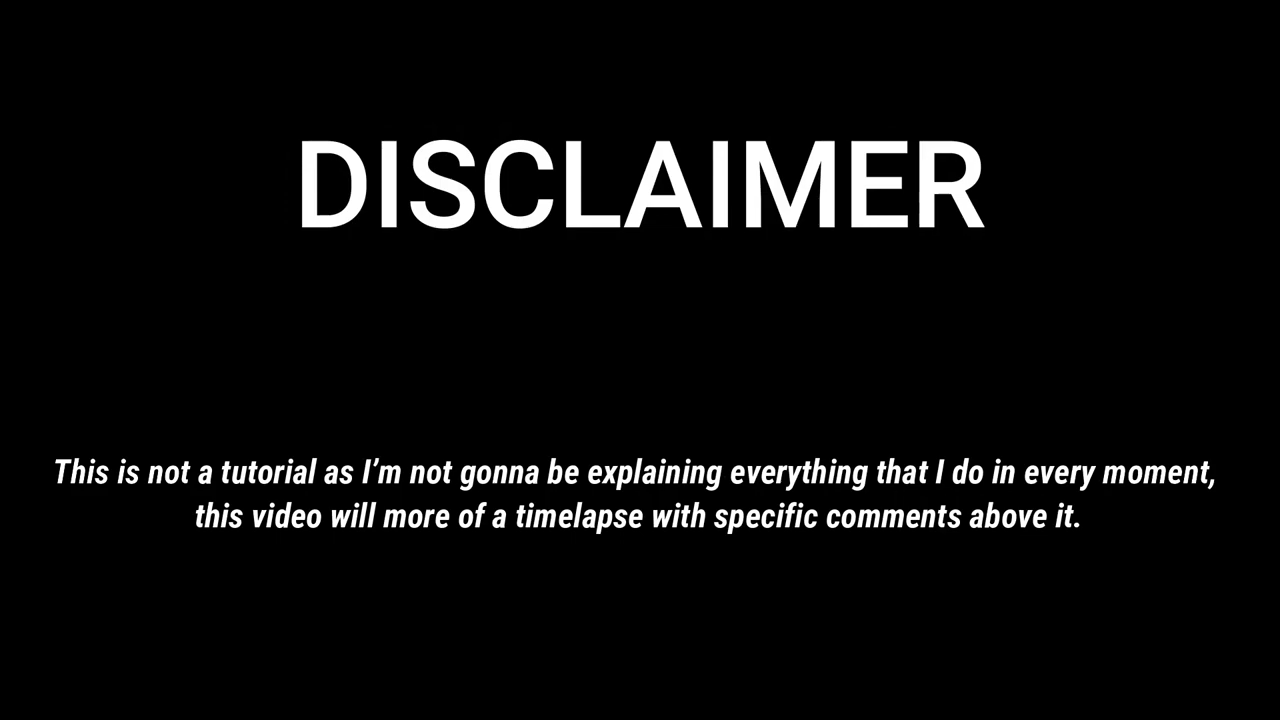 DISCLAIMER
This is not a tutorial as I’m not gonna be explaining everything that I do in every moment,
this video will more of a timelapse with specific comments above it.